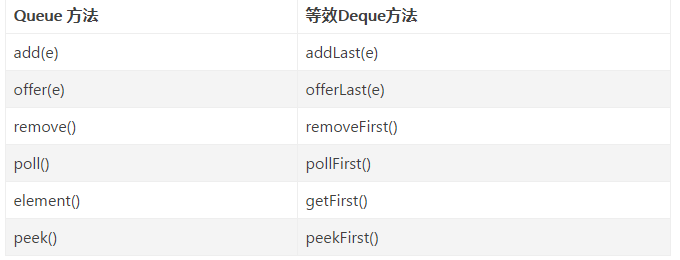 Queue 方法 等效Deque方法
add(e) addLast(e)
offer(e) offerLast(e)
remove() removeFirst()
poll() pollFirst()
element() getFirst()
peek() peekFirst()